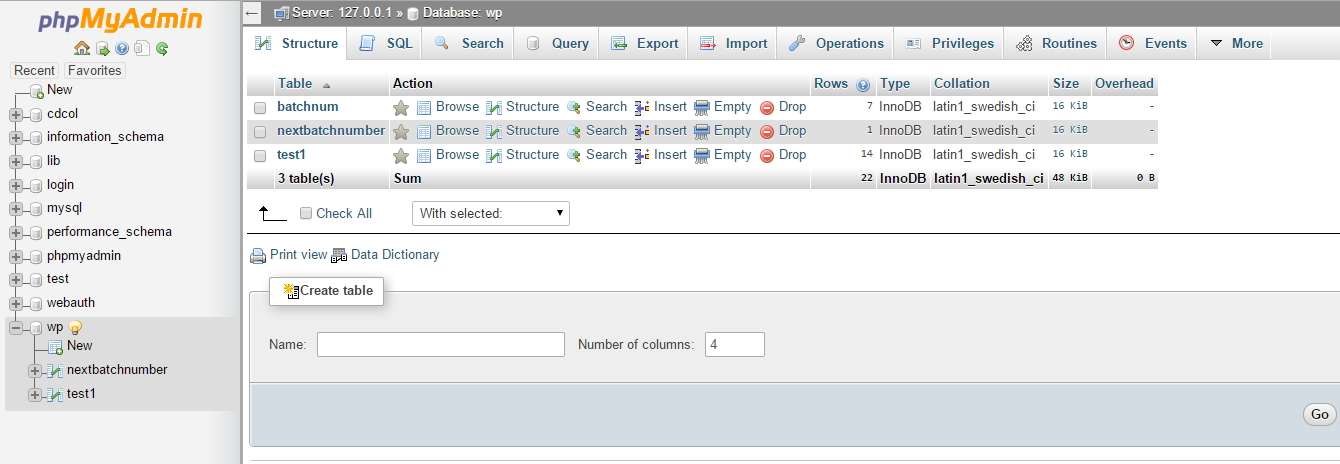 phpMyAdmin
Recent Favorites
New
cdcol
information_schema
lib
login
mysql
performance_schema
phpmyadmin
test
webauth
wp
New
nextbatchnumber
test1
Server: 127.0.0.1 » Database: wp
Structure SQL Search Query Export Import Operations Privileges Routines Events More
Table Action Rows Type Collation Size Overhead
batchnum Browse Structure Search Insert Empty Drop 7 InnoDB latin1_swedish_ci 16 KiB -
nextbatchnumber Browse Structure Search Insert Empty Drop 1 InnoDB latin1_swedish_ci 16 KiB -
test1 Browse Structure Search Insert Empty Drop 14 InnoDB latin1_swedish_ci 16 KiB -
3 table(s) Sum 22 InnoDB latin1_swedish_ci 48 KiB 0 B
Check All With selected:
Print view Data Dictionary
Create table
Name: Number of columns: 4
Go